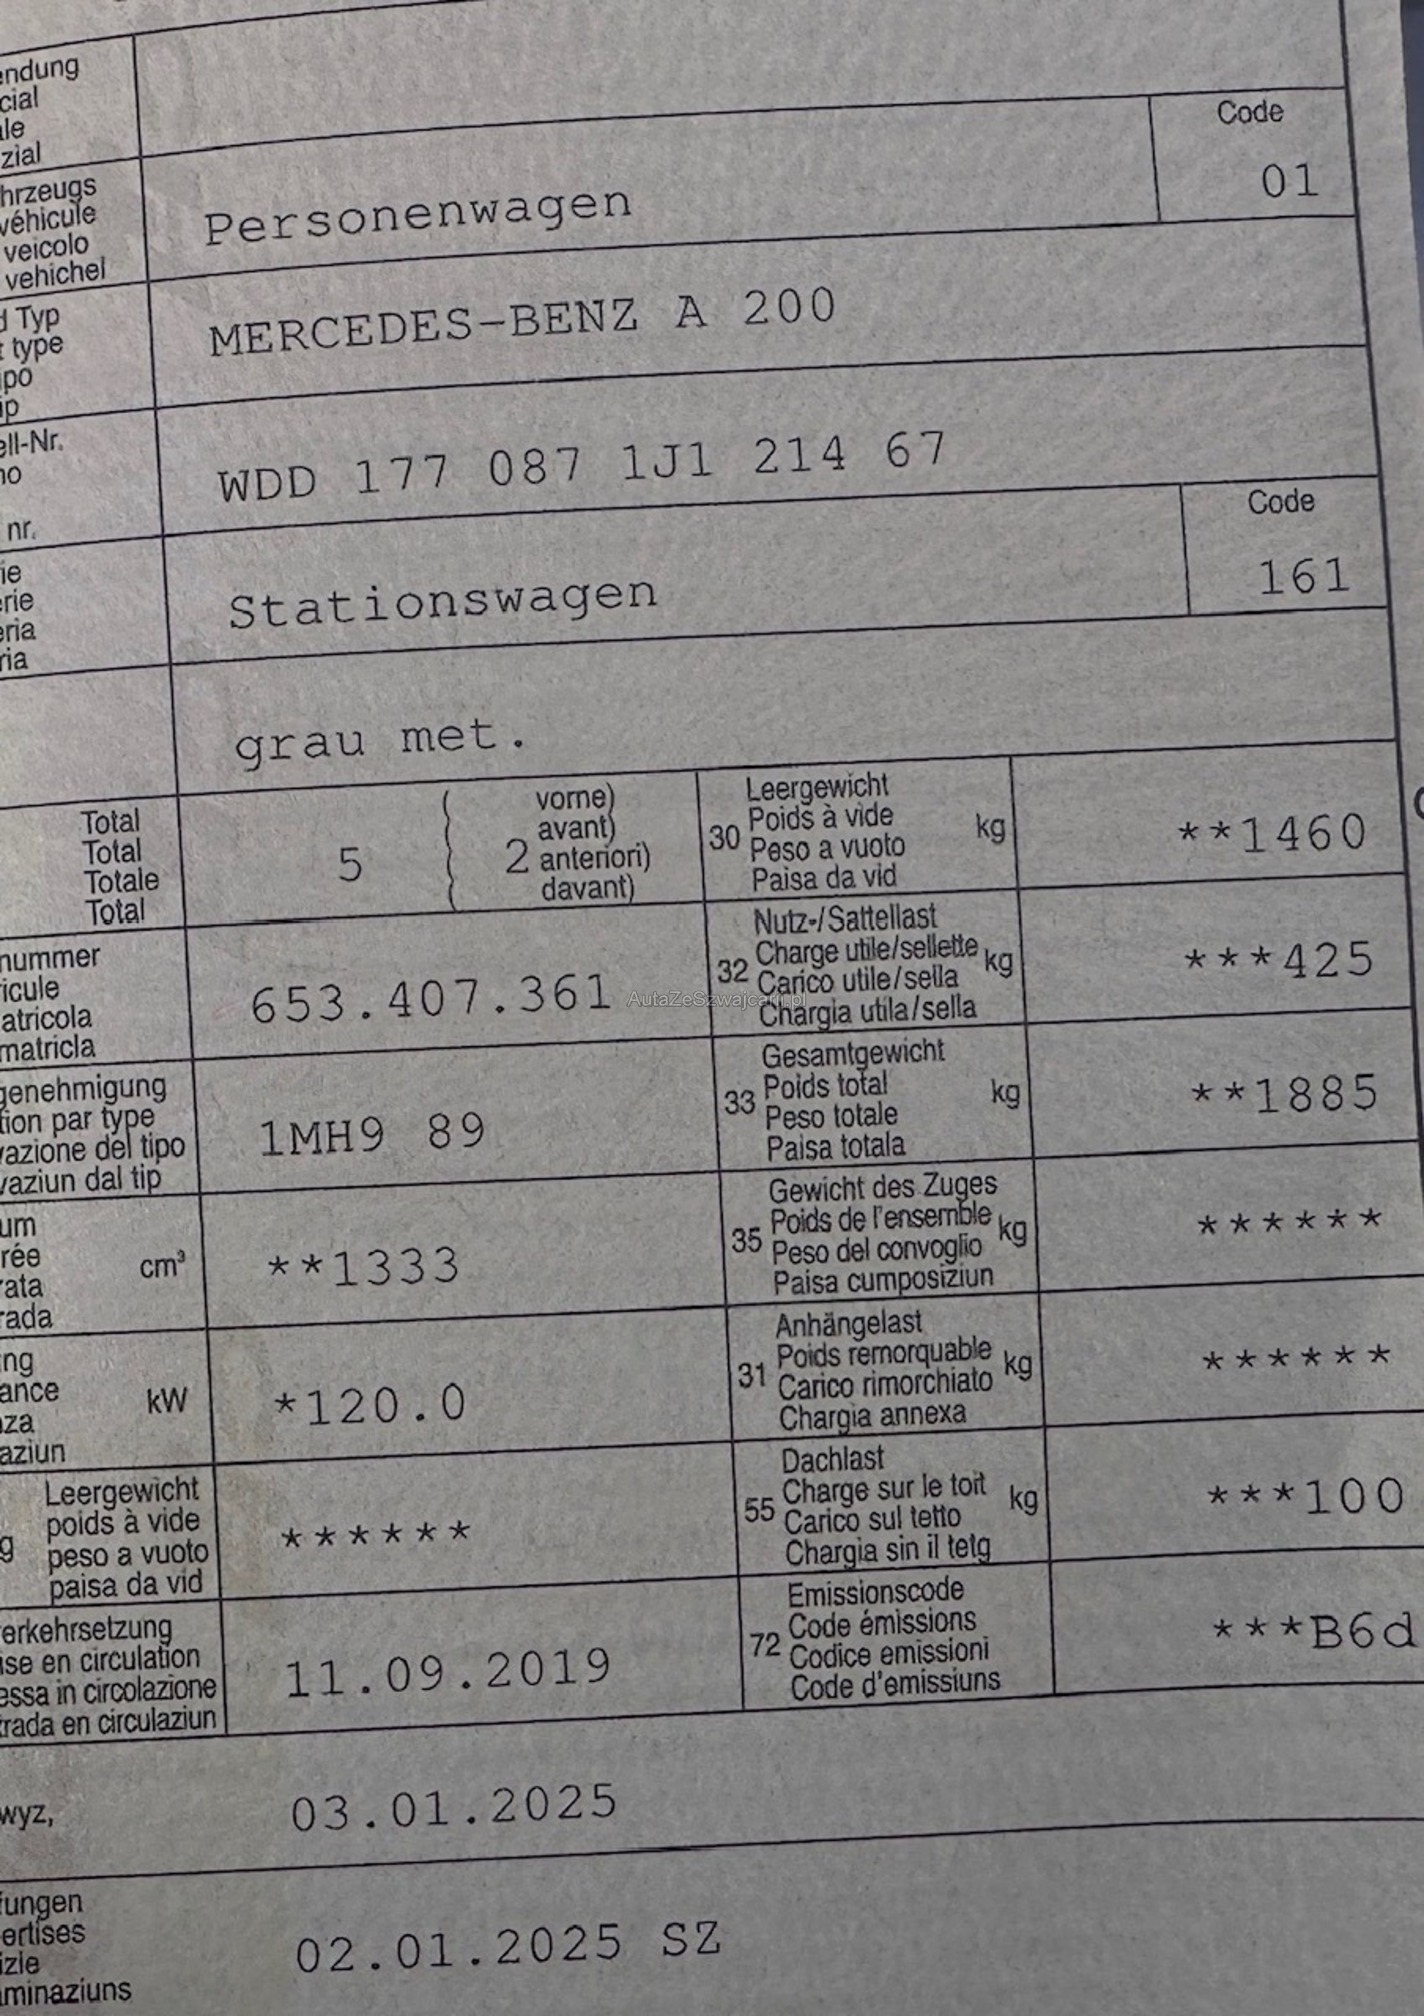 endung
cial
ale
zial
Code
hrzeugs
véhicule
veicolo
vehichel
Personenwagen
01
d Typ
t type
ipo
ip
MERCEDES-BENZ A 200
ell-Nr.
no
nr.
WDD 177 087 1J1 214 67
Code
ie
erie
eria
ria
Stationswagen
161
grau met.
Total
Total
Totale
Total
5
2
vorne)
avant)
anteriori)
davant)
30
Leergewicht
Poids à vide
Peso a vuoto
Paisa da vid
kg
**1460
nummer
icule
atricola
matricla
653.407.361
32
Nutz-/Sattellast
Charge utile/sellette
Carico utile/sella
Chargia utila/sella
kg
***425
AutaZeSzwajcarii.pl
genehmigung
tion par type
vazione del tipo
vaziun dal tip
1MH9 89
33
Gesamtgewicht
Poids total
Peso totale
Paisa totala
kg
**1885
um
rée
rata
rada
cm³
**1333
35
Gewicht des Zuges
Poids de l'ensemble
Peso del convoglio
Paisa cumposiziun
kg
******
ng
ance
nza
aziun
kW
*120.0
31
Anhängelast
Poids remorquable
Carico rimorchiato
Chargia annexa
kg
******
g
Leergewicht
poids à vide
peso a vuoto
paisa da vid
******
55
Dachlast
Charge sur le toit
Carico sul tetto
Chargia sin il tetg
kg
***100
erkehrsetzung
ise en circulation
essa in circolazione
trada en circulaziun
11.09.2019
72
Emissionscode
Code émissions
Codice emissioni
Code d'emissiuns
***B6d
wyz,
03.01.2025
fungen
ertises
izie
aminaziuns
02.01.2025 SZ